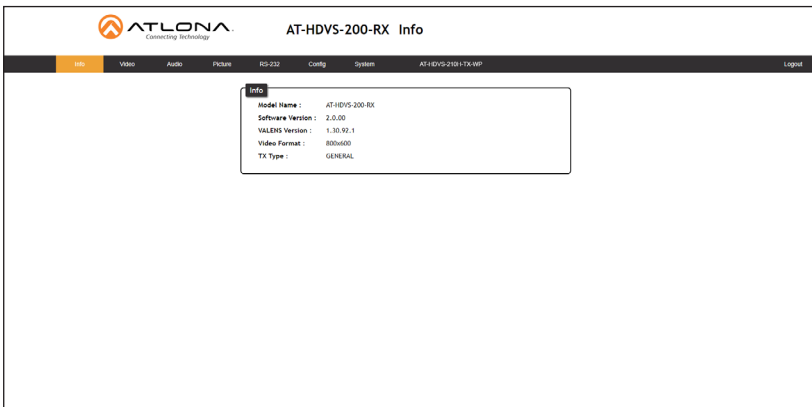 ATLONA.
Connecting Technology
AT-HDVS-200-RX Info
Info Video Audio Picture RS-232 Config System AT-HDVS-210H-TX-WP Logout
Info
Model Name : AT-HDVS-200-RX
Software Version : 2.0.00
VALENS Version : 1.30.92.1
Video Format : 800x600
TX Type : GENERAL